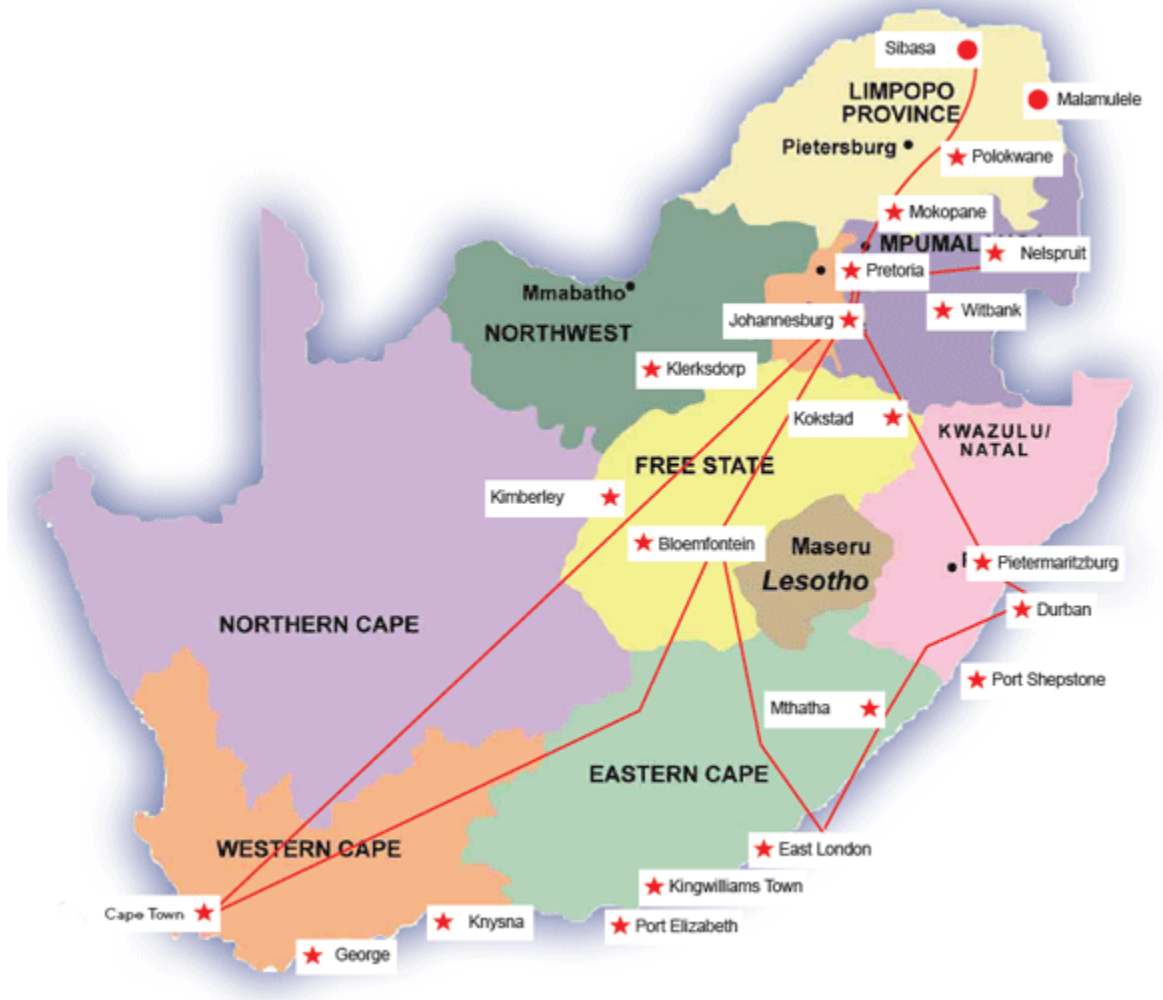 Sibasa
LIMPOPO
PROVINCE
Malamulele
Pietersburg
Polokwane
Mokopane
MPUMAL
Nelspruit
Pretoria
Mmabatho
Johannesburg
Witbank
NORTHWEST
Klerksdorp
Kokstad
KWAZULU/
NATAL
FREE STATE
Kimberley
Bloemfontein
Maseru
Lesotho
Pietermaritzburg
Durban
NORTHERN CAPE
Port Shepstone
Mthatha
EASTERN CAPE
WESTERN CAPE
East London
Kingwilliams Town
Cape Town
Knysna
Port Elizabeth
George